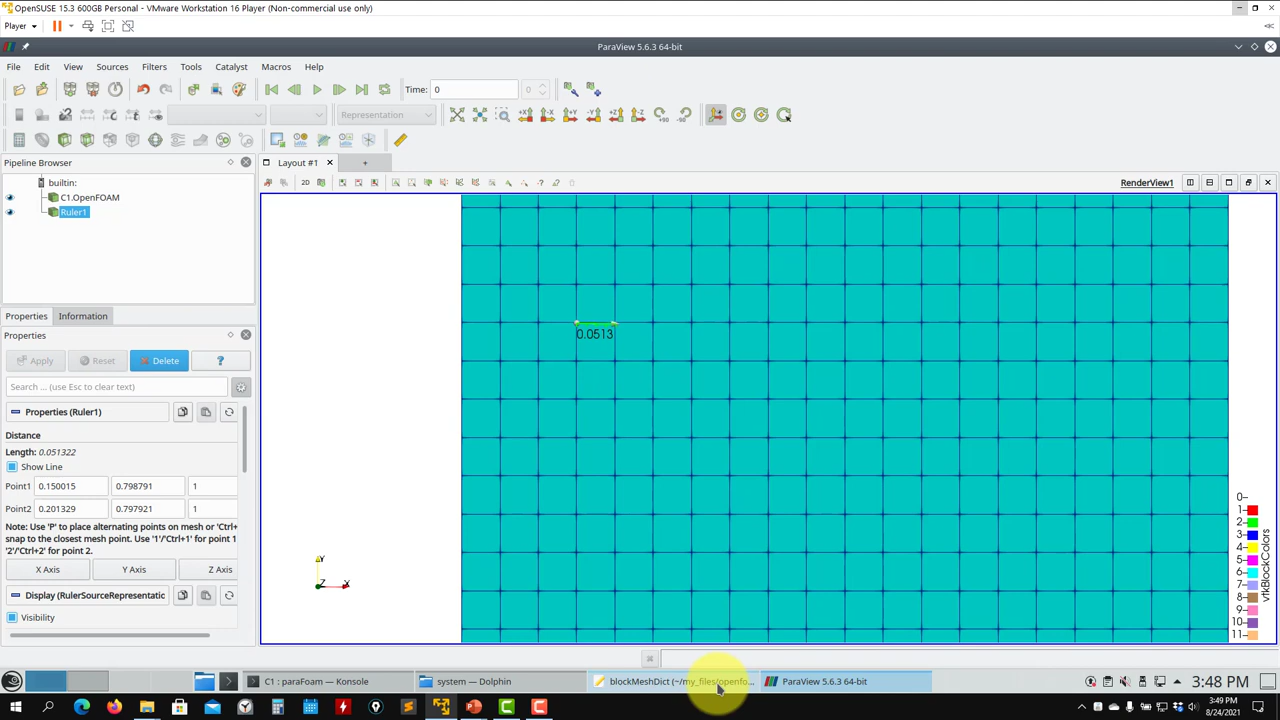 OpenSUSE 15.3 600GB Personal - VMware Workstation 16 Player (Non-commercial use only)
Player
ParaView 5.6.3 64-bit
File Edit View Sources Filters Tools Catalyst Macros Help
Time: 0 0
Representation
Pipeline Browser
Layout #1
builtin:
C1.OpenFOAM
Ruler1
2D
RenderView1
Properties Information
Properties
Apply Reset Delete ?
Search ... (use Esc to clear text)
Properties (Ruler1)
Distance
Length: 0.051322
Show Line
Point1 0.150015 0.798791 1
Point2 0.201329 0.797921 1
Note: Use 'P' to place alternating points on mesh or 'Ctrl+
snap to the closest mesh point. Use '1'/'Ctrl+1' for point 1
'2'/'Ctrl+2' for point 2.
X Axis Y Axis Z Axis
Display (RulerSourceRepresentatic
Visibility
0.0513
Y
Z X
0
1
2
3
4
5
6
7
8
9
10
11
vtkBlockColors
C1 : paraFoam — Konsole
system — Dolphin
blockMeshDict (~/my_files/openfo...
ParaView 5.6.3 64-bit
3:48 PM
3:49 PM
8/24/2021